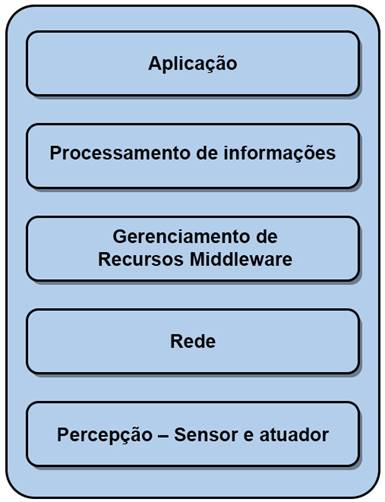 Aplicação
Processamento de informações
Gerenciamento de
Recursos Middleware
Rede
Percepção – Sensor e atuador